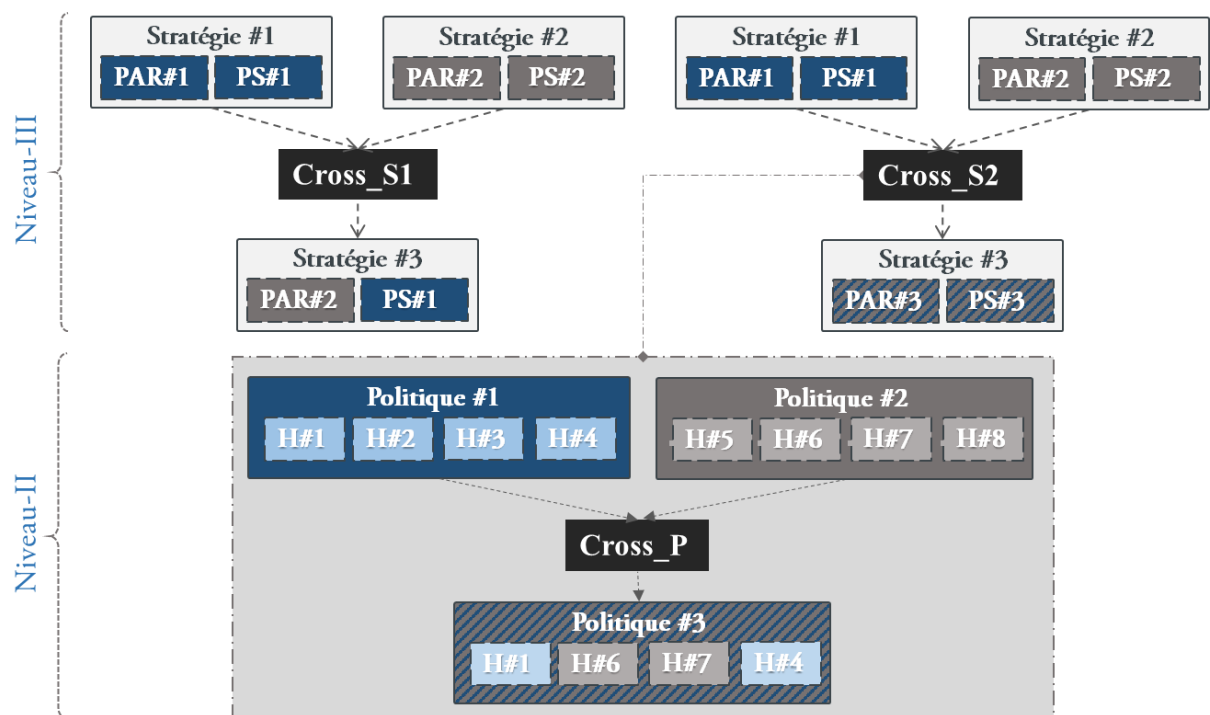 Niveau-III
Stratégie #1
PAR#1 PS#1
Stratégie #2
PAR#2 PS#2
Cross_S1
Stratégie #3
PAR#2 PS#1
Stratégie #1
PAR#1 PS#1
Stratégie #2
PAR#2 PS#2
Cross_S2
Stratégie #3
PAR#3 PS#3
Niveau-II
Politique #1
H#1 H#2 H#3 H#4
Politique #2
H#5 H#6 H#7 H#8
Cross_P
Politique #3
H#1 H#6 H#7 H#4